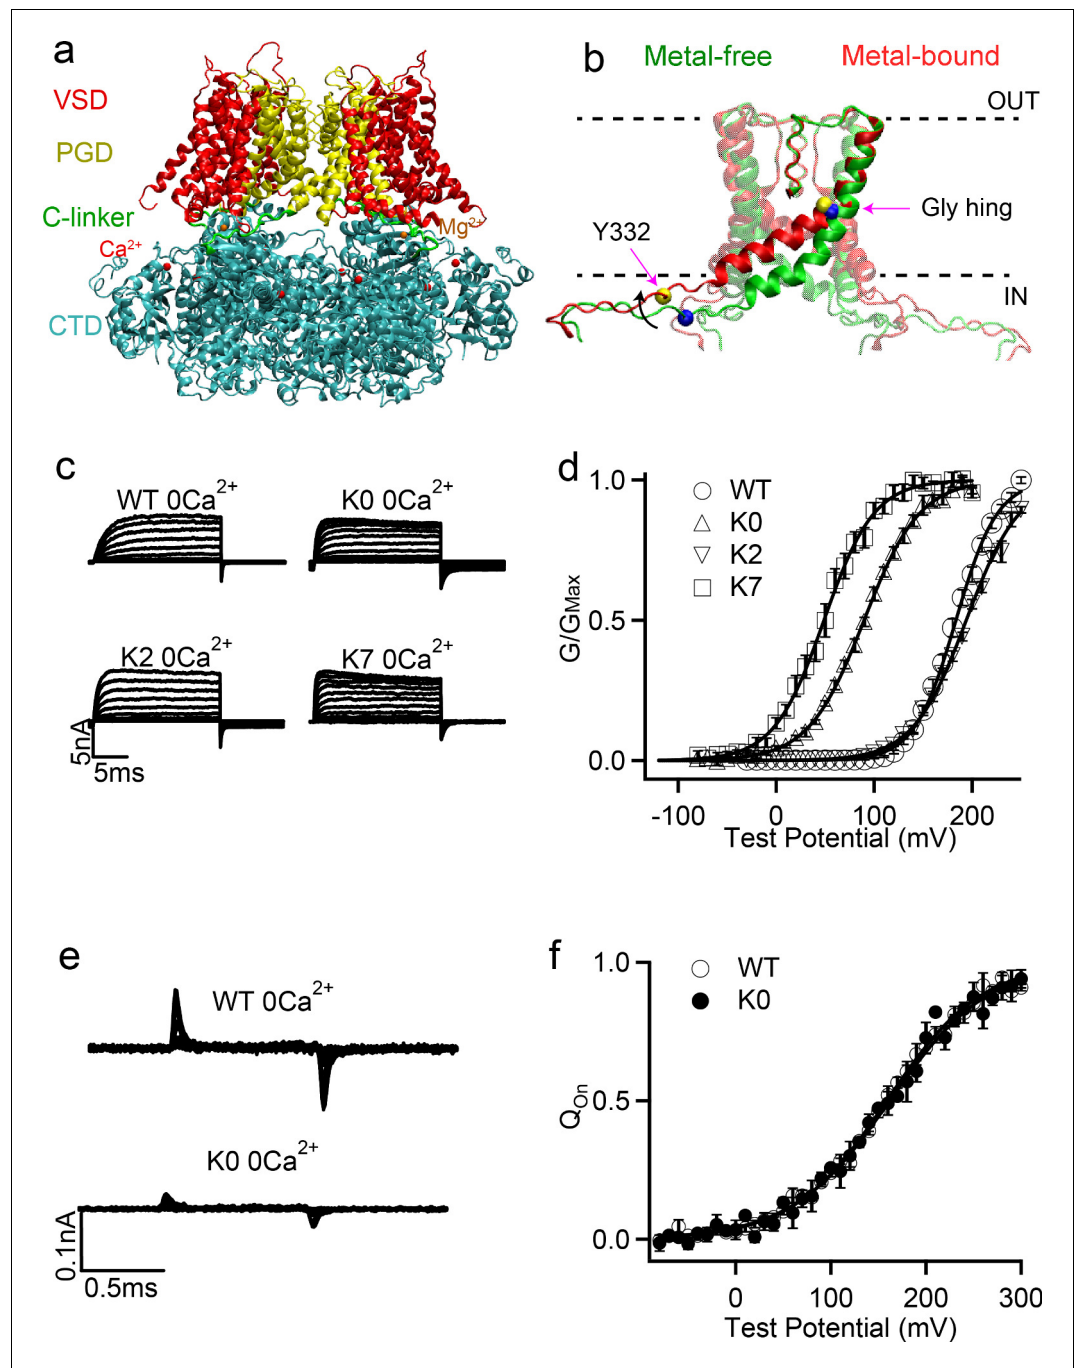 a
VSD
PGD
C-linker
Mg2+
Ca2+
CTD
b
Metal-free
Metal-bound
OUT
Gly hing
Y332
IN
c
WT 0Ca2+
K0 0Ca2+
K2 0Ca2+
K7 0Ca2+
5nA
5ms
d
1.0
0.5
0.0
G/GMax
WT
K0
K2
K7
-100
0
100
200
Test Potential (mV)
e
WT 0Ca2+
K0 0Ca2+
0.1nA
0.5ms
f
1.0
0.5
0.0
QOn
WT
K0
0
100
200
300
Test Potential (mV)